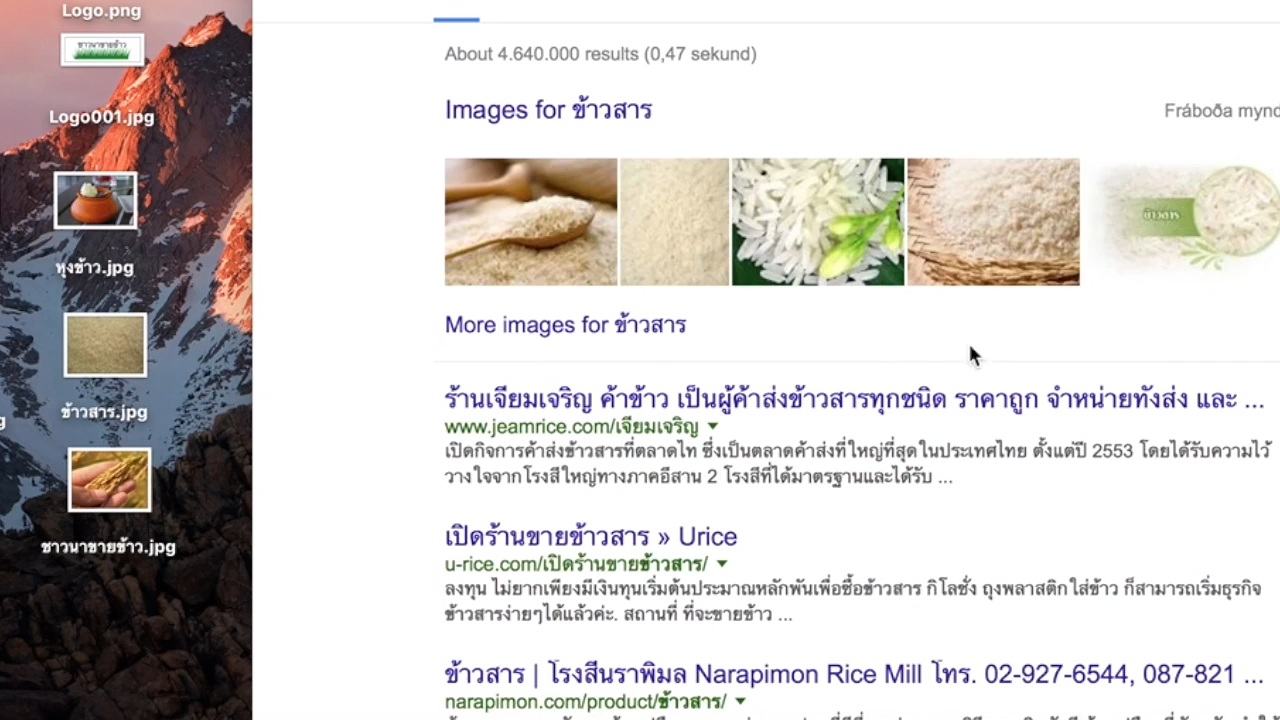 Logo.png
ชาวนาขายข้าว
Logo001.jpg
หุงข้าว.jpg
ข้าวสาร.jpg
ชาวนาขายข้าว.jpg
About 4.640.000 results (0,47 sekund)
Images for ข้าวสาร
Fráboða mynd
ข้าวสาร
More images for ข้าวสาร
ร้านเจียมเจริญ ค้าข้าว เป็นผู้ค้าส่งข้าวสารทุกชนิด ราคาถูก จำหน่ายทั้งส่ง และ ...
www.jeamrice.com/เจียมเจริญ
เปิดกิจการค้าส่งข้าวสารที่ตลาดไท ซึ่งเป็นตลาดค้าส่งที่ใหญ่ที่สุดในประเทศไทย ตั้งแต่ปี 2553 โดยได้รับความไว้
วางใจจากโรงสีใหญ่ทางภาคอีสาน 2 โรงสีที่ได้มาตรฐานและได้รับ ...
เปิดร้านขายข้าวสาร » Urice
u-rice.com/เปิดร้านขายข้าวสาร/
ลงทุน ไม่ยากเพียงมีเงินทุนเริ่มต้นประมาณหลักพันเพื่อซื้อข้าวสาร กิโลชั่ง ถุงพลาสติกใส่ข้าว ก็สามารถเริ่มธุรกิจ
ข้าวสารง่ายๆได้แล้วค่ะ. สถานที่ ที่จะขายข้าว ...
ข้าวสาร | โรงสีนราพิมล Narapimon Rice Mill โทร. 02-927-6544, 087-821 ...
narapimon.com/product/ข้าวสาร/